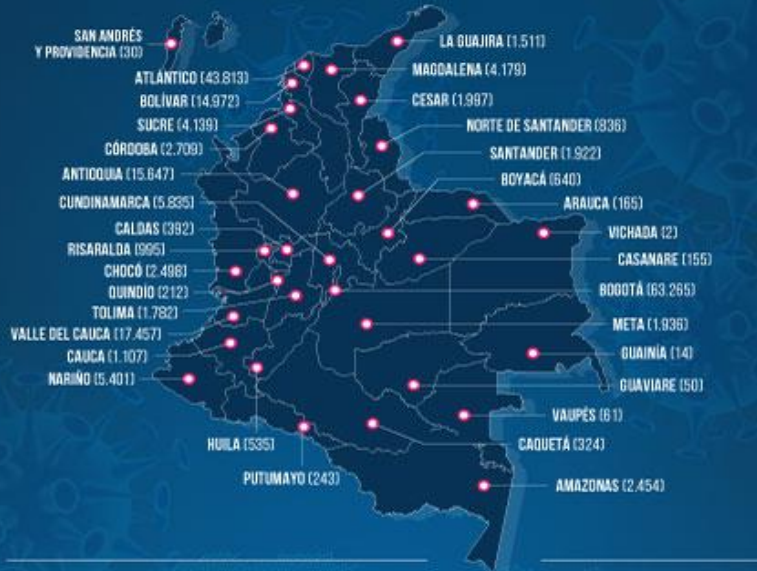 SAN ANDRÉS
Y PROVIDENCIA (30)
ATLÁNTICO (43.813)
BOLÍVAR (14.972)
SUCRE (4.139)
CÓRDOBA (2.709)
ANTIOQUIA (15.647)
CUNDINAMARCA (5.835)
CALDAS (392)
RISARALDA (995)
CHOCÓ (2.498)
QUINDÍO (212)
TOLIMA (1.782)
VALLE DEL CAUCA (17.457)
CAUCA (1.107)
NARIÑO (5.401)
HUILA (535)
PUTUMAYO (243)
LA GUAJIRA (1.511)
MAGDALENA (4.179)
CESAR (1.997)
NORTE DE SANTANDER (836)
SANTANDER (1.922)
BOYACÁ (640)
ARAUCA (165)
VICHADA (2)
CASANARE (155)
BOGOTÁ (63.265)
META (1.936)
GUAINÍA (14)
GUAVIARE (50)
VAUPÉS (61)
CAQUETÁ (324)
AMAZONAS (2.454)